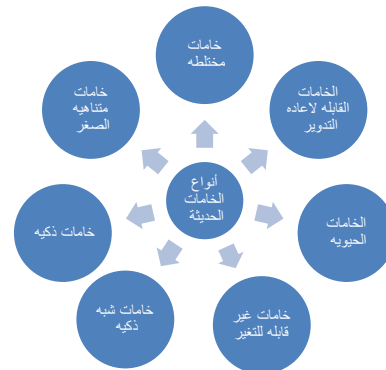 خامات
مختلطه
الخامات
القابله لاعاده
التدوير
الخامات
الحيويه
خامات غير
قابله للتغير
خامات شبه
ذكيه
خامات ذكيه
خامات
متناهيه
الصغر
أنواع
الخامات
الحديثة